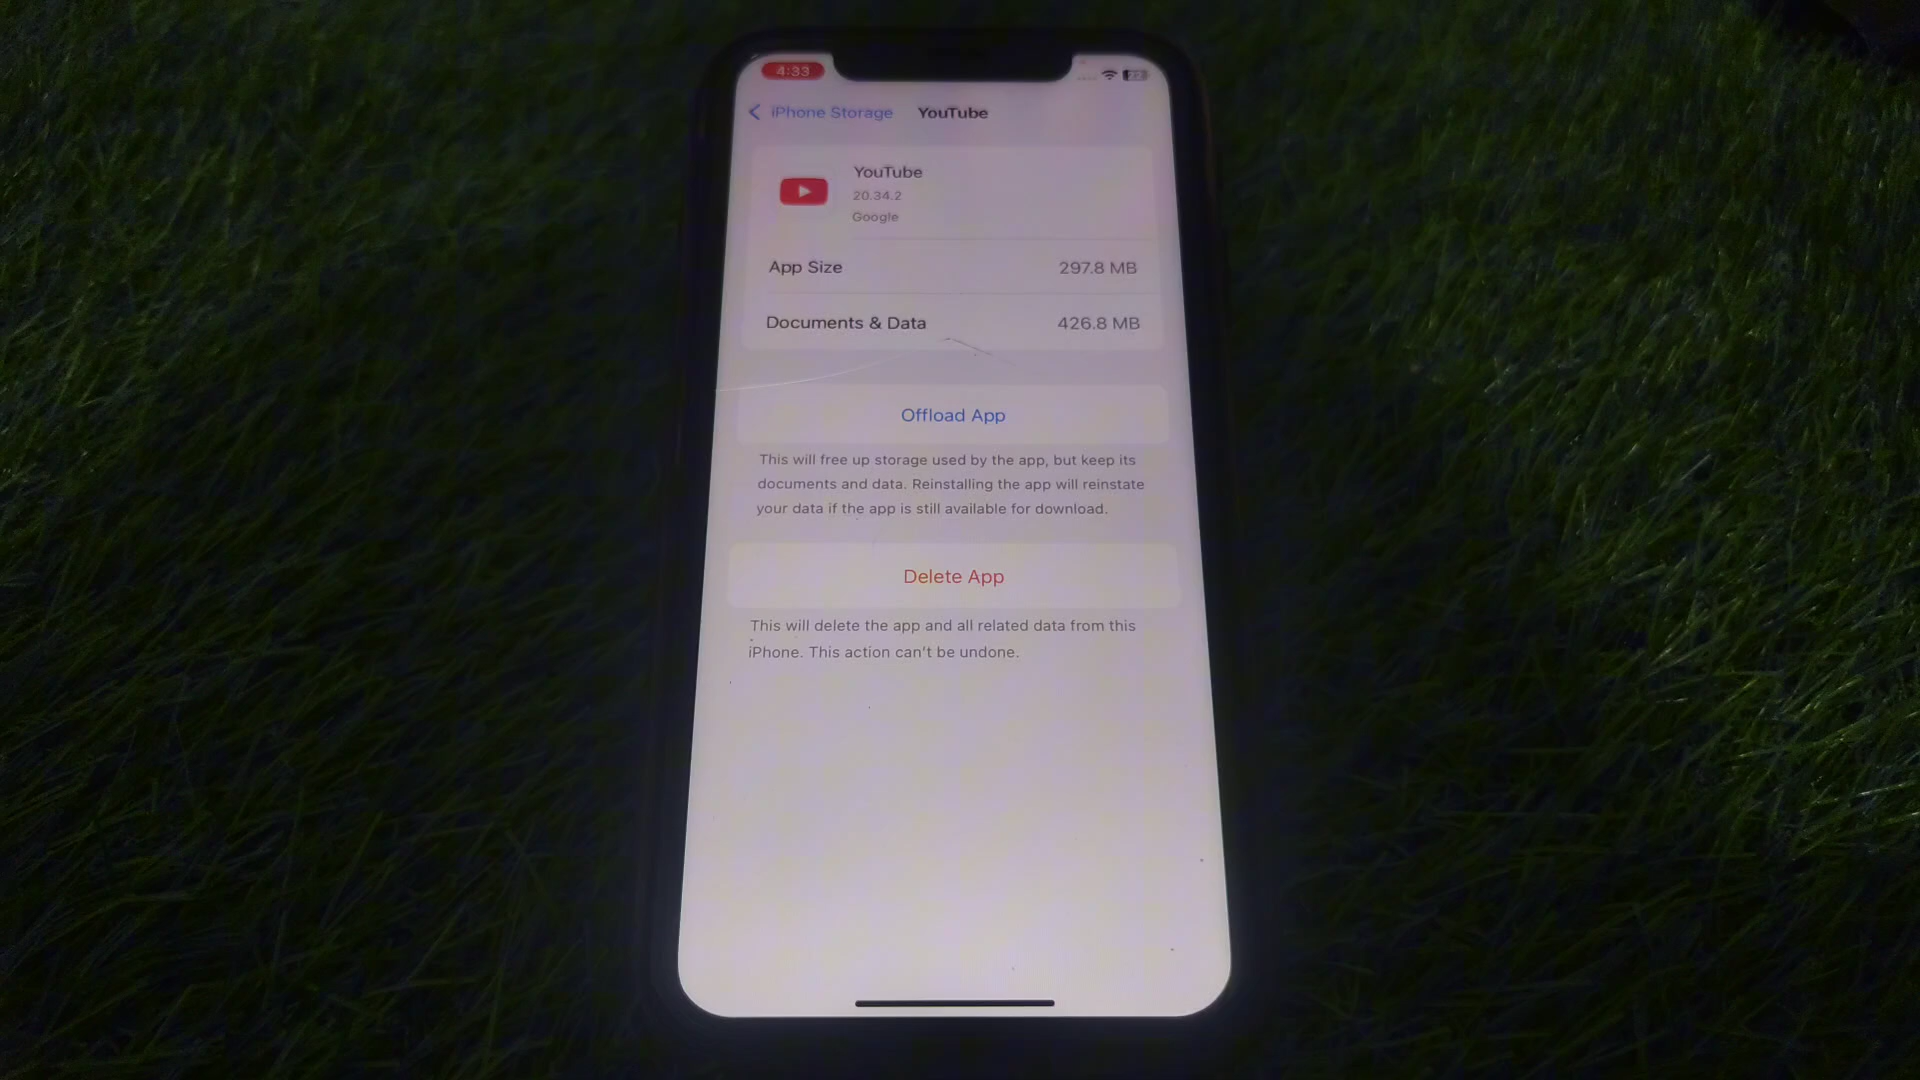 4:33
iPhone Storage YouTube
YouTube
20.34.2
Google
App Size 297.8 MB
Documents & Data 426.8 MB
Offload App
This will free up storage used by the app, but keep its
documents and data. Reinstalling the app will reinstate
your data if the app is still available for download.
Delete App
This will delete the app and all related data from this
iPhone. This action can't be undone.